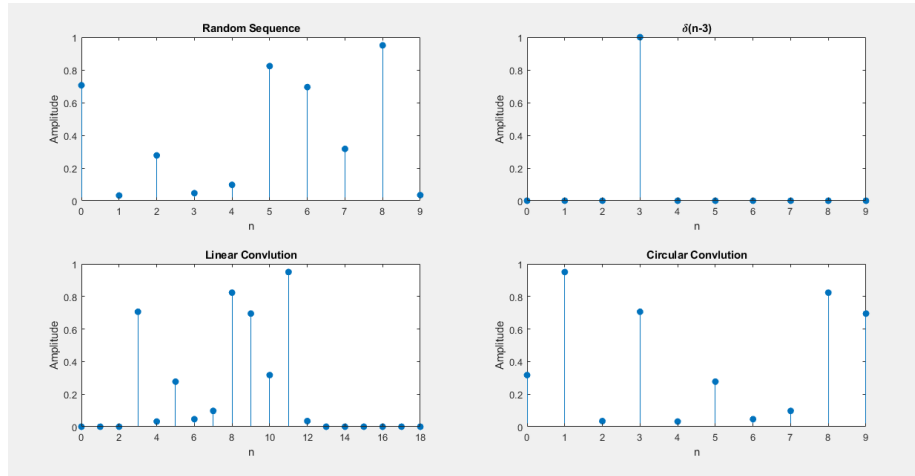 Random Sequence
Amplitude
1
0.8
0.6
0.4
0.2
0
0 1 2 3 4 5 6 7 8 9
n
δ(n-3)
Amplitude
1
0.8
0.6
0.4
0.2
0
0 1 2 3 4 5 6 7 8 9
n
Linear Convlution
Amplitude
1
0.8
0.6
0.4
0.2
0
0 2 4 6 8 10 12 14 16 18
n
Circular Convlution
Amplitude
1
0.8
0.6
0.4
0.2
0
0 1 2 3 4 5 6 7 8 9
n